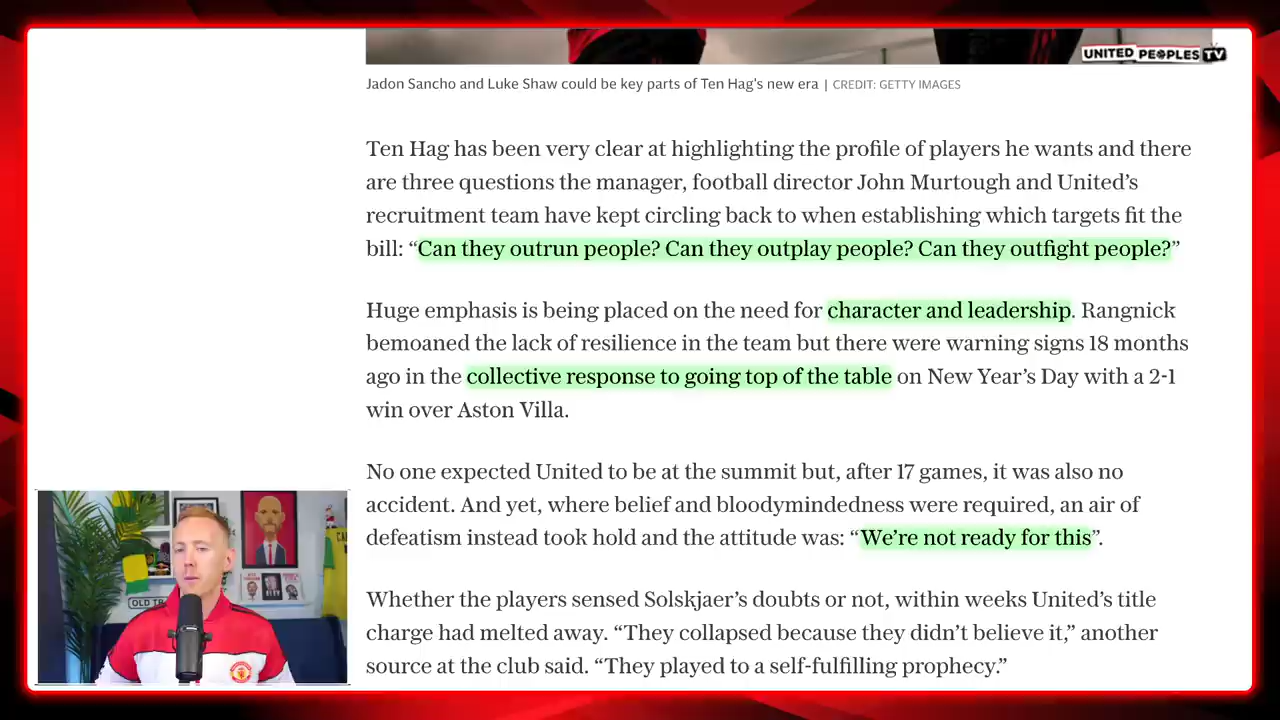 UNITED PEOPLES TV
Jadon Sancho and Luke Shaw could be key parts of Ten Hag's new era | CREDIT: GETTY IMAGES
Ten Hag has been very clear at highlighting the profile of players he wants and there
are three questions the manager, football director John Murtough and United’s
recruitment team have kept circling back to when establishing which targets fit the
bill: “Can they outrun people? Can they outplay people? Can they outfight people?”
Huge emphasis is being placed on the need for character and leadership. Rangnick
bemoaned the lack of resilience in the team but there were warning signs 18 months
ago in the collective response to going top of the table on New Year’s Day with a 2-1
win over Aston Villa.
No one expected United to be at the summit but, after 17 games, it was also no
accident. And yet, where belief and bloodymindedness were required, an air of
defeatism instead took hold and the attitude was: “We’re not ready for this”.
Whether the players sensed Solskjaer’s doubts or not, within weeks United’s title
charge had melted away. “They collapsed because they didn’t believe it,” another
source at the club said. “They played to a self-fulfilling prophecy.”
OLD TR